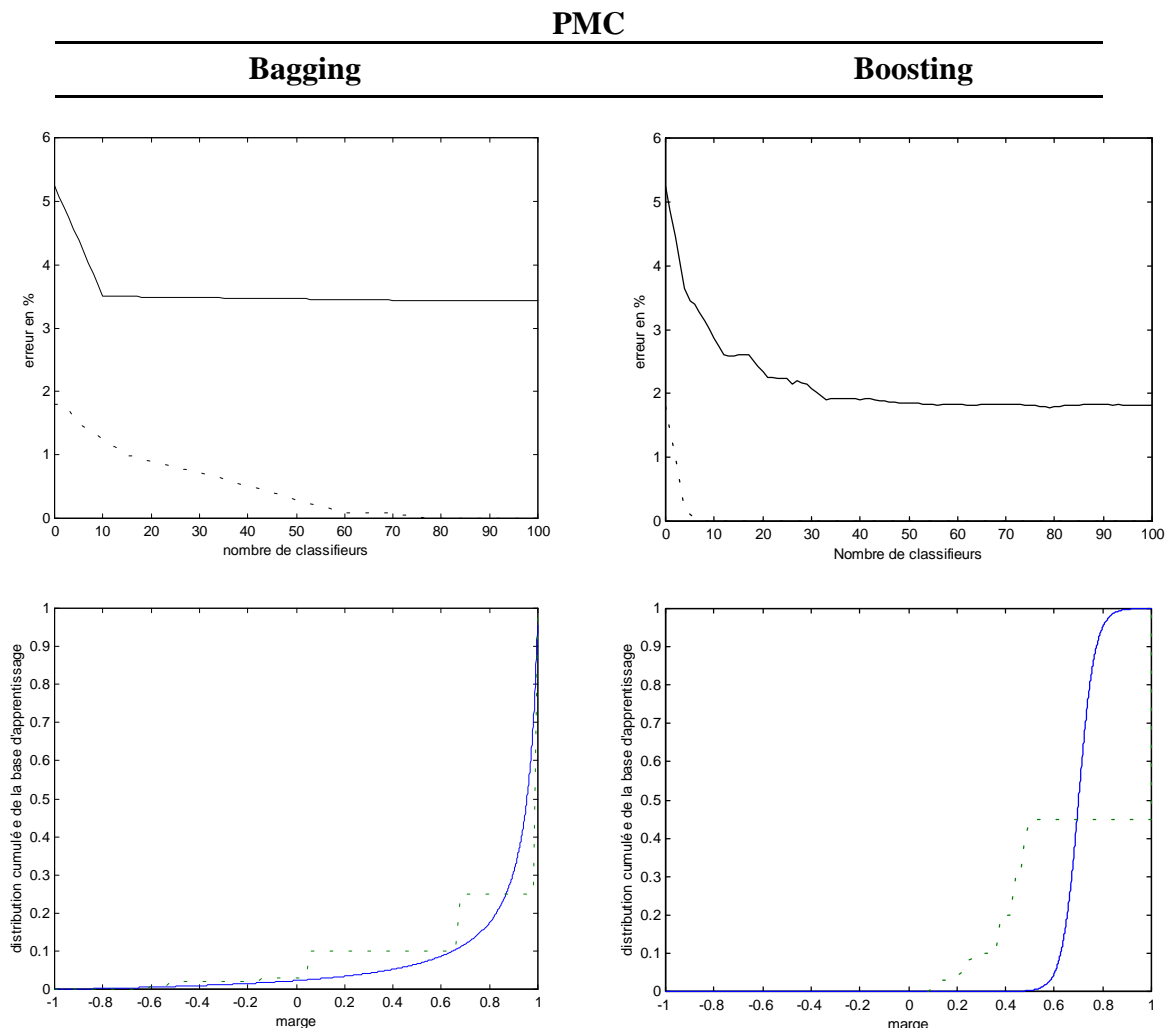 PMC
Bagging Boosting
6
5
4
3
2
1
0
erreur en %
0 10 20 30 40 50 60 70 80 90 100
nombre de classifieurs
6
5
4
3
2
1
0
erreur en %
0 10 20 30 40 50 60 70 80 90 100
Nombre de classifieurs
1
0.9
0.8
0.7
0.6
0.5
0.4
0.3
0.2
0.1
0
distribution cumulé e de la base d'apprentissage
-1 -0.8 -0.6 -0.4 -0.2 0 0.2 0.4 0.6 0.8 1
marge
1
0.9
0.8
0.7
0.6
0.5
0.4
0.3
0.2
0.1
0
distribution cumulé e de la base d'apprentissage
-1 -0.8 -0.6 -0.4 -0.2 0 0.2 0.4 0.6 0.8 1
marge